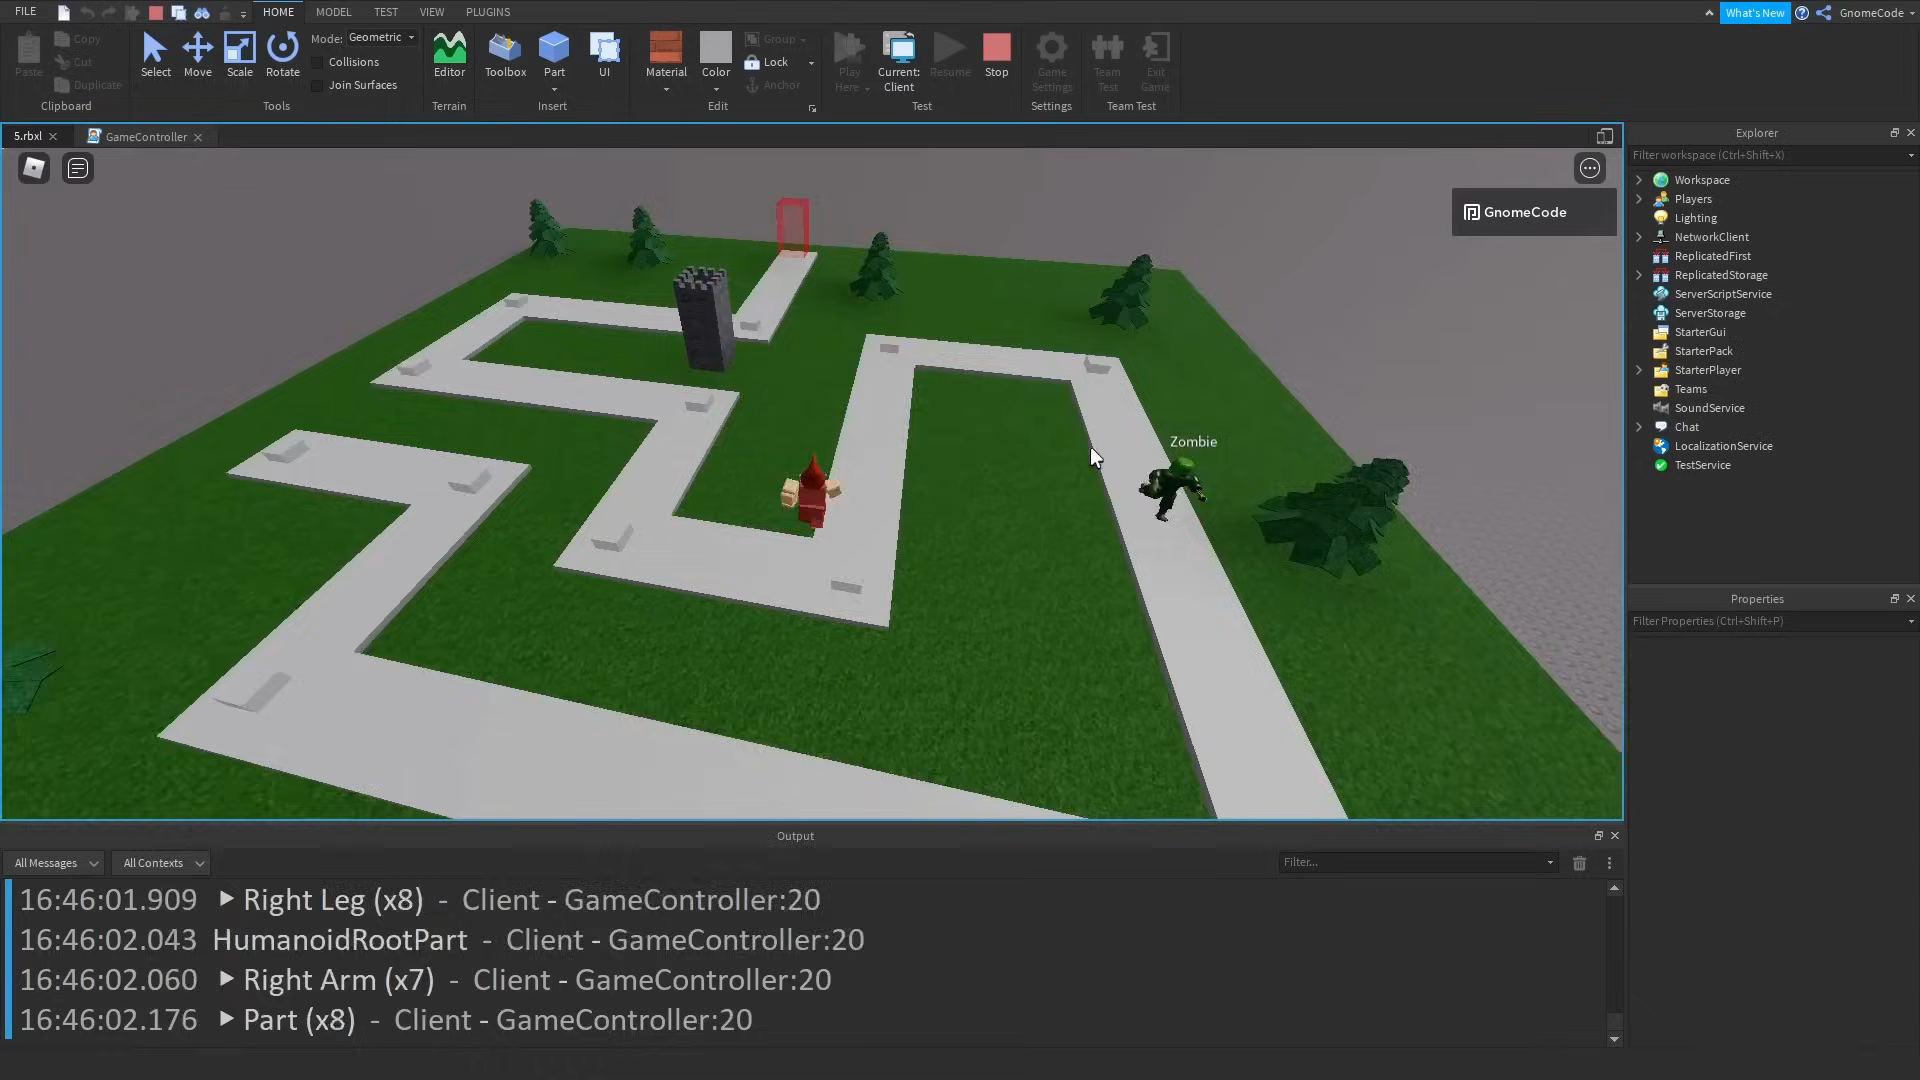 FILE
HOME
MODEL
TEST
VIEW
PLUGINS
What's New
GnomeCode
Paste
Copy
Cut
Duplicate
Clipboard
Select
Move
Scale
Rotate
Mode: Geometric
Collisions
Join Surfaces
Tools
Editor
Terrain
Toolbox
Part
UI
Insert
Material
Color
Group
Lock
Anchor
Edit
Play
Here
Current:
Client
Resume
Stop
Test
Game
Settings
Settings
Team
Test
Exit
Game
Team Test
5.rbxl
GameController
GnomeCode
Zombie
Explorer
Filter workspace (Ctrl+Shift+X)
Workspace
Players
Lighting
NetworkClient
ReplicatedFirst
ReplicatedStorage
ServerScriptService
ServerStorage
StarterGui
StarterPack
StarterPlayer
Teams
SoundService
Chat
LocalizationService
TestService
Properties
Filter Properties (Ctrl+Shift+P)
Output
All Messages
All Contexts
Filter...
16:46:01.909 Right Leg (x8) - Client - GameController:20
16:46:02.043 HumanoidRootPart - Client - GameController:20
16:46:02.060 Right Arm (x7) - Client - GameController:20
16:46:02.176 Part (x8) - Client - GameController:20